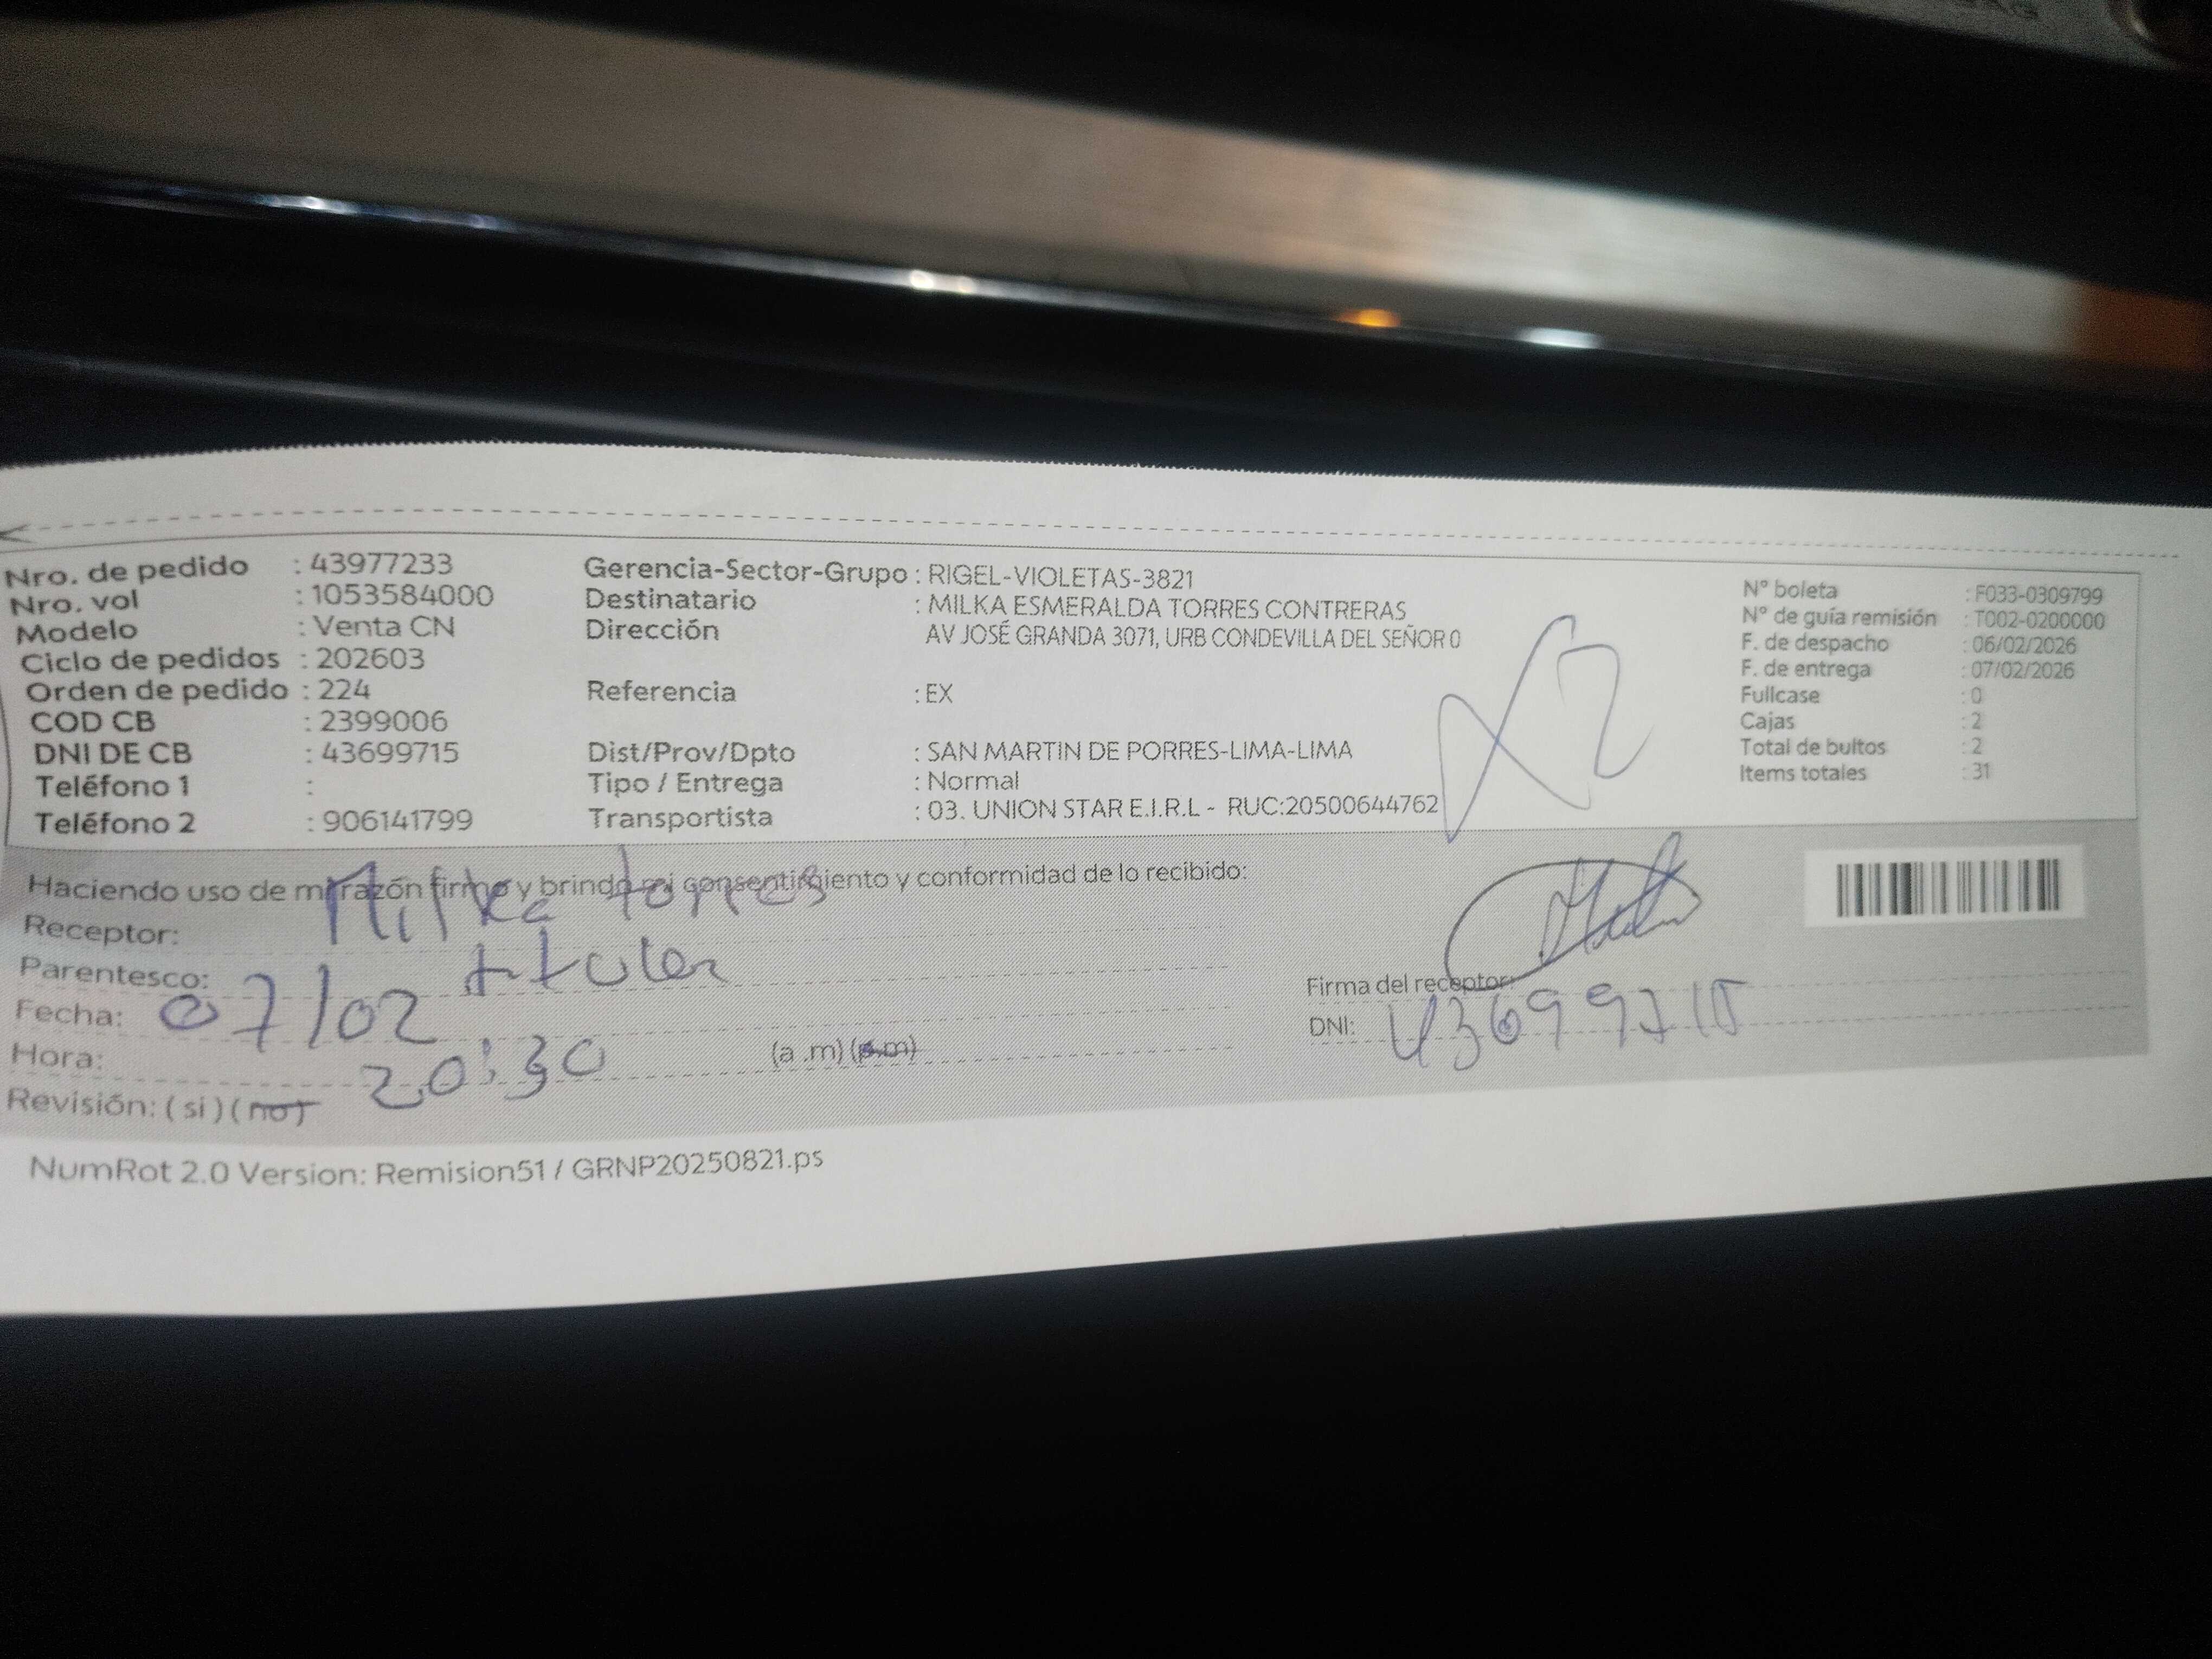 Nro. de pedido : 43977233
Nro. vol : 1053584000
Modelo : Venta CN
Ciclo de pedidos : 202603
Orden de pedido : 224
COD CB : 2399006
DNI DE CB : 43699715
Teléfono 1 :
Teléfono 2 : 906141799
Gerencia-Sector-Grupo : RIGEL-VIOLETAS-3821
Destinatario : MILKA ESMERALDA TORRES CONTRERAS
Dirección AV JOSÉ GRANDA 3071, URB CONDEVILLA DEL SEÑOR 0
Referencia : EX
Dist/Prov/Dpto : SAN MARTIN DE PORRES-LIMA-LIMA
Tipo / Entrega : Normal
Transportista : 03. UNION STAR E.I.R.L - RUC:20500644762
X2
N° boleta : F033-0309799
N° de guía remisión : T002-0200000
F. de despacho : 06/02/2026
F. de entrega : 07/02/2026
Fullcase : 0
Cajas : 2
Total de bultos : 2
Items totales : 31
Haciendo uso de mi razón firmo y brindo mi consentimiento y conformidad de lo recibido:
Receptor: Milka torres
Parentesco: titular
Fecha: 07/02
Hora: 20:30 (a .m) (p.m)
Revisión: ( si ) ( no )
Firma del receptor:
DNI: 43699715
NumRot 2.0 Version: Remision51 / GRNP20250821.ps